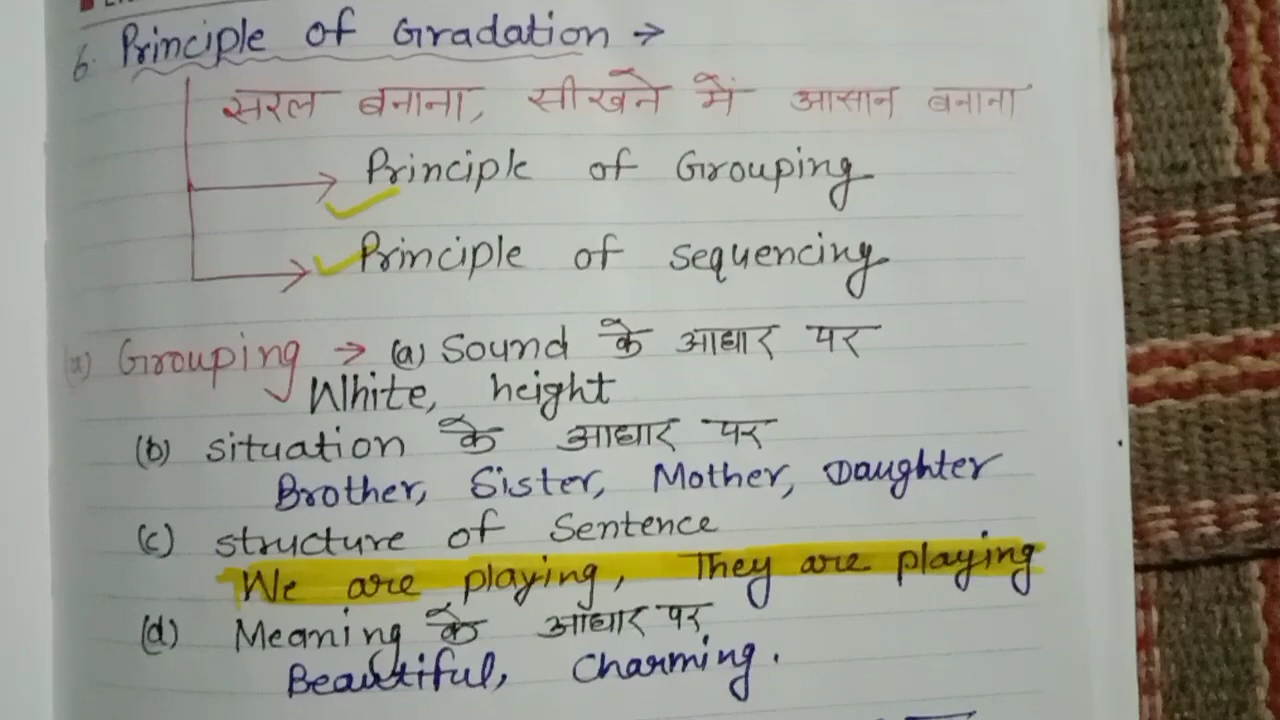 6. Principle of Gradation →
सरल बनाना, सीखने में आसान बनाना
Principle of Grouping
Principle of sequencing
(a) Grouping → (a) Sound के आधार पर
White, height
(b) situation के आधार पर
Brother, Sister, Mother, Daughter
(c) structure of Sentence
We are playing, They are playing
(d) Meaning के आधार पर
Beautiful, Charming.